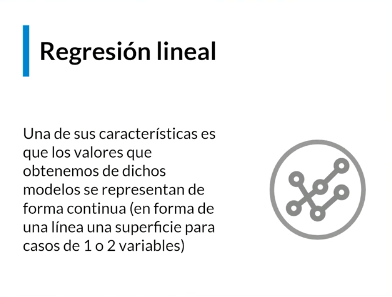 Regresión lineal
Una de sus características es
que los valores que
obtenemos de dichos
modelos se representan de
forma continua (en forma de
una línea una superficie para
casos de 1 o 2 variables)